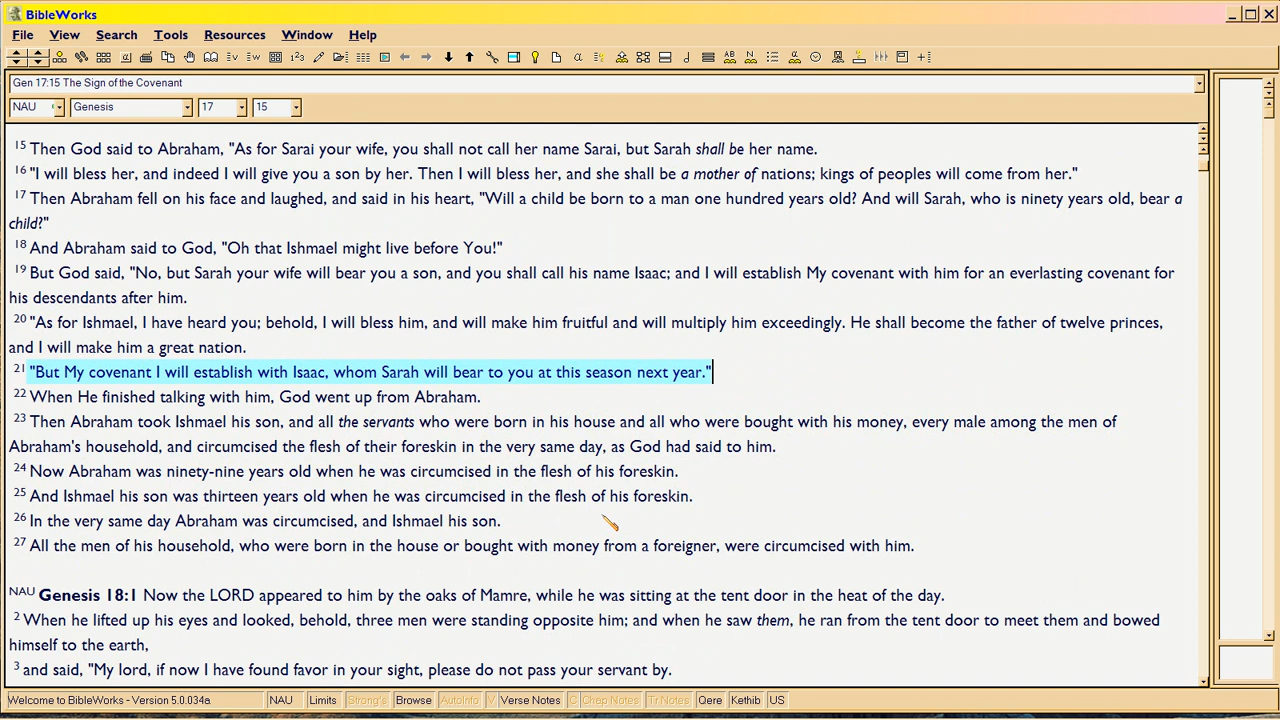 BibleWorks
File View Search Tools Resources Window Help
Gen 17:15 The Sign of the Covenant
NAU Genesis 17 15
15 Then God said to Abraham, "As for Sarai your wife, you shall not call her name Sarai, but Sarah shall be her name.
16 "I will bless her, and indeed I will give you a son by her. Then I will bless her, and she shall be a mother of nations; kings of peoples will come from her."
17 Then Abraham fell on his face and laughed, and said in his heart, "Will a child be born to a man one hundred years old? And will Sarah, who is ninety years old, bear a
child?"
18 And Abraham said to God, "Oh that Ishmael might live before You!"
19 But God said, "No, but Sarah your wife will bear you a son, and you shall call his name Isaac; and I will establish My covenant with him for an everlasting covenant for
his descendants after him.
20 "As for Ishmael, I have heard you; behold, I will bless him, and will make him fruitful and will multiply him exceedingly. He shall become the father of twelve princes,
and I will make him a great nation.
21 "But My covenant I will establish with Isaac, whom Sarah will bear to you at this season next year."
22 When He finished talking with him, God went up from Abraham.
23 Then Abraham took Ishmael his son, and all the servants who were born in his house and all who were bought with his money, every male among the men of
Abraham's household, and circumcised the flesh of their foreskin in the very same day, as God had said to him.
24 Now Abraham was ninety-nine years old when he was circumcised in the flesh of his foreskin.
25 And Ishmael his son was thirteen years old when he was circumcised in the flesh of his foreskin.
26 In the very same day Abraham was circumcised, and Ishmael his son.
27 All the men of his household, who were born in the house or bought with money from a foreigner, were circumcised with him.
NAU Genesis 18:1 Now the LORD appeared to him by the oaks of Mamre, while he was sitting at the tent door in the heat of the day.
2 When he lifted up his eyes and looked, behold, three men were standing opposite him; and when he saw them, he ran from the tent door to meet them and bowed
himself to the earth,
3 and said, "My lord, if now I have found favor in your sight, please do not pass your servant by.
Welcome to BibleWorks - Version 5.0.034a NAU Limits Strong's Browse AutoInfo V Verse Notes C Chap Notes Tr Notes Qere Kethib US